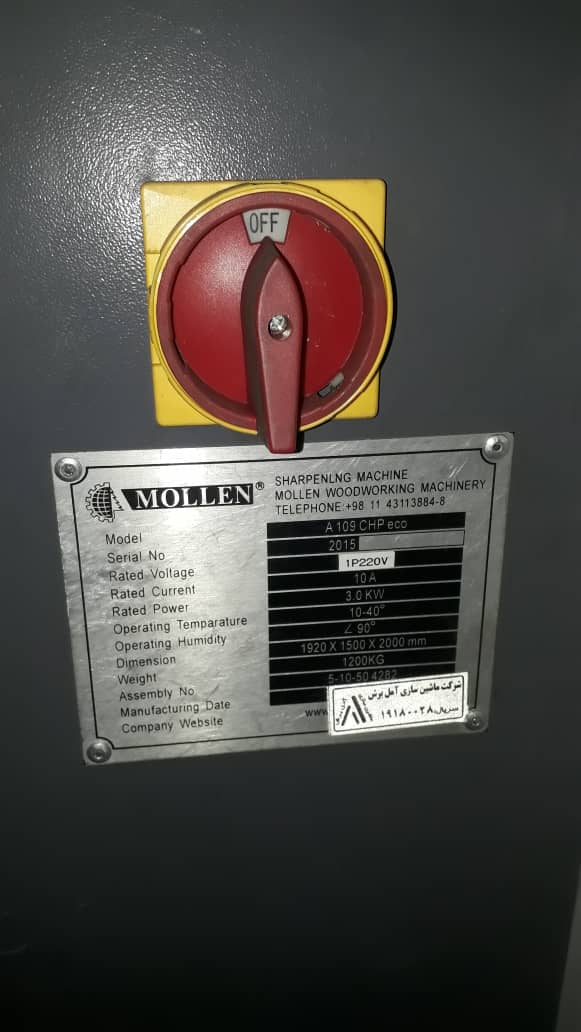 OFF
MOLLEN®
SHARPENLNG MACHINE
MOLLEN WOODWORKING MACHINERY
TELEPHONE:+98 11 43113884-8
Model A 109 CHP eco
Serial No 2015
Rated Voltage 1P220V
Rated Current 10 A
Rated Power 3.0 KW
Operating Temparature 10-40°
Operating Humidity ∠ 90°
Dimension 1920 X 1500 X 2000 mm
Weight 1200KG
Assembly No 5-10-50 4282
Manufacturing Date
Company Website www
شرکت ماشین سازی آمل برش
سریال: ۱۹۱۸۰۰۲۸